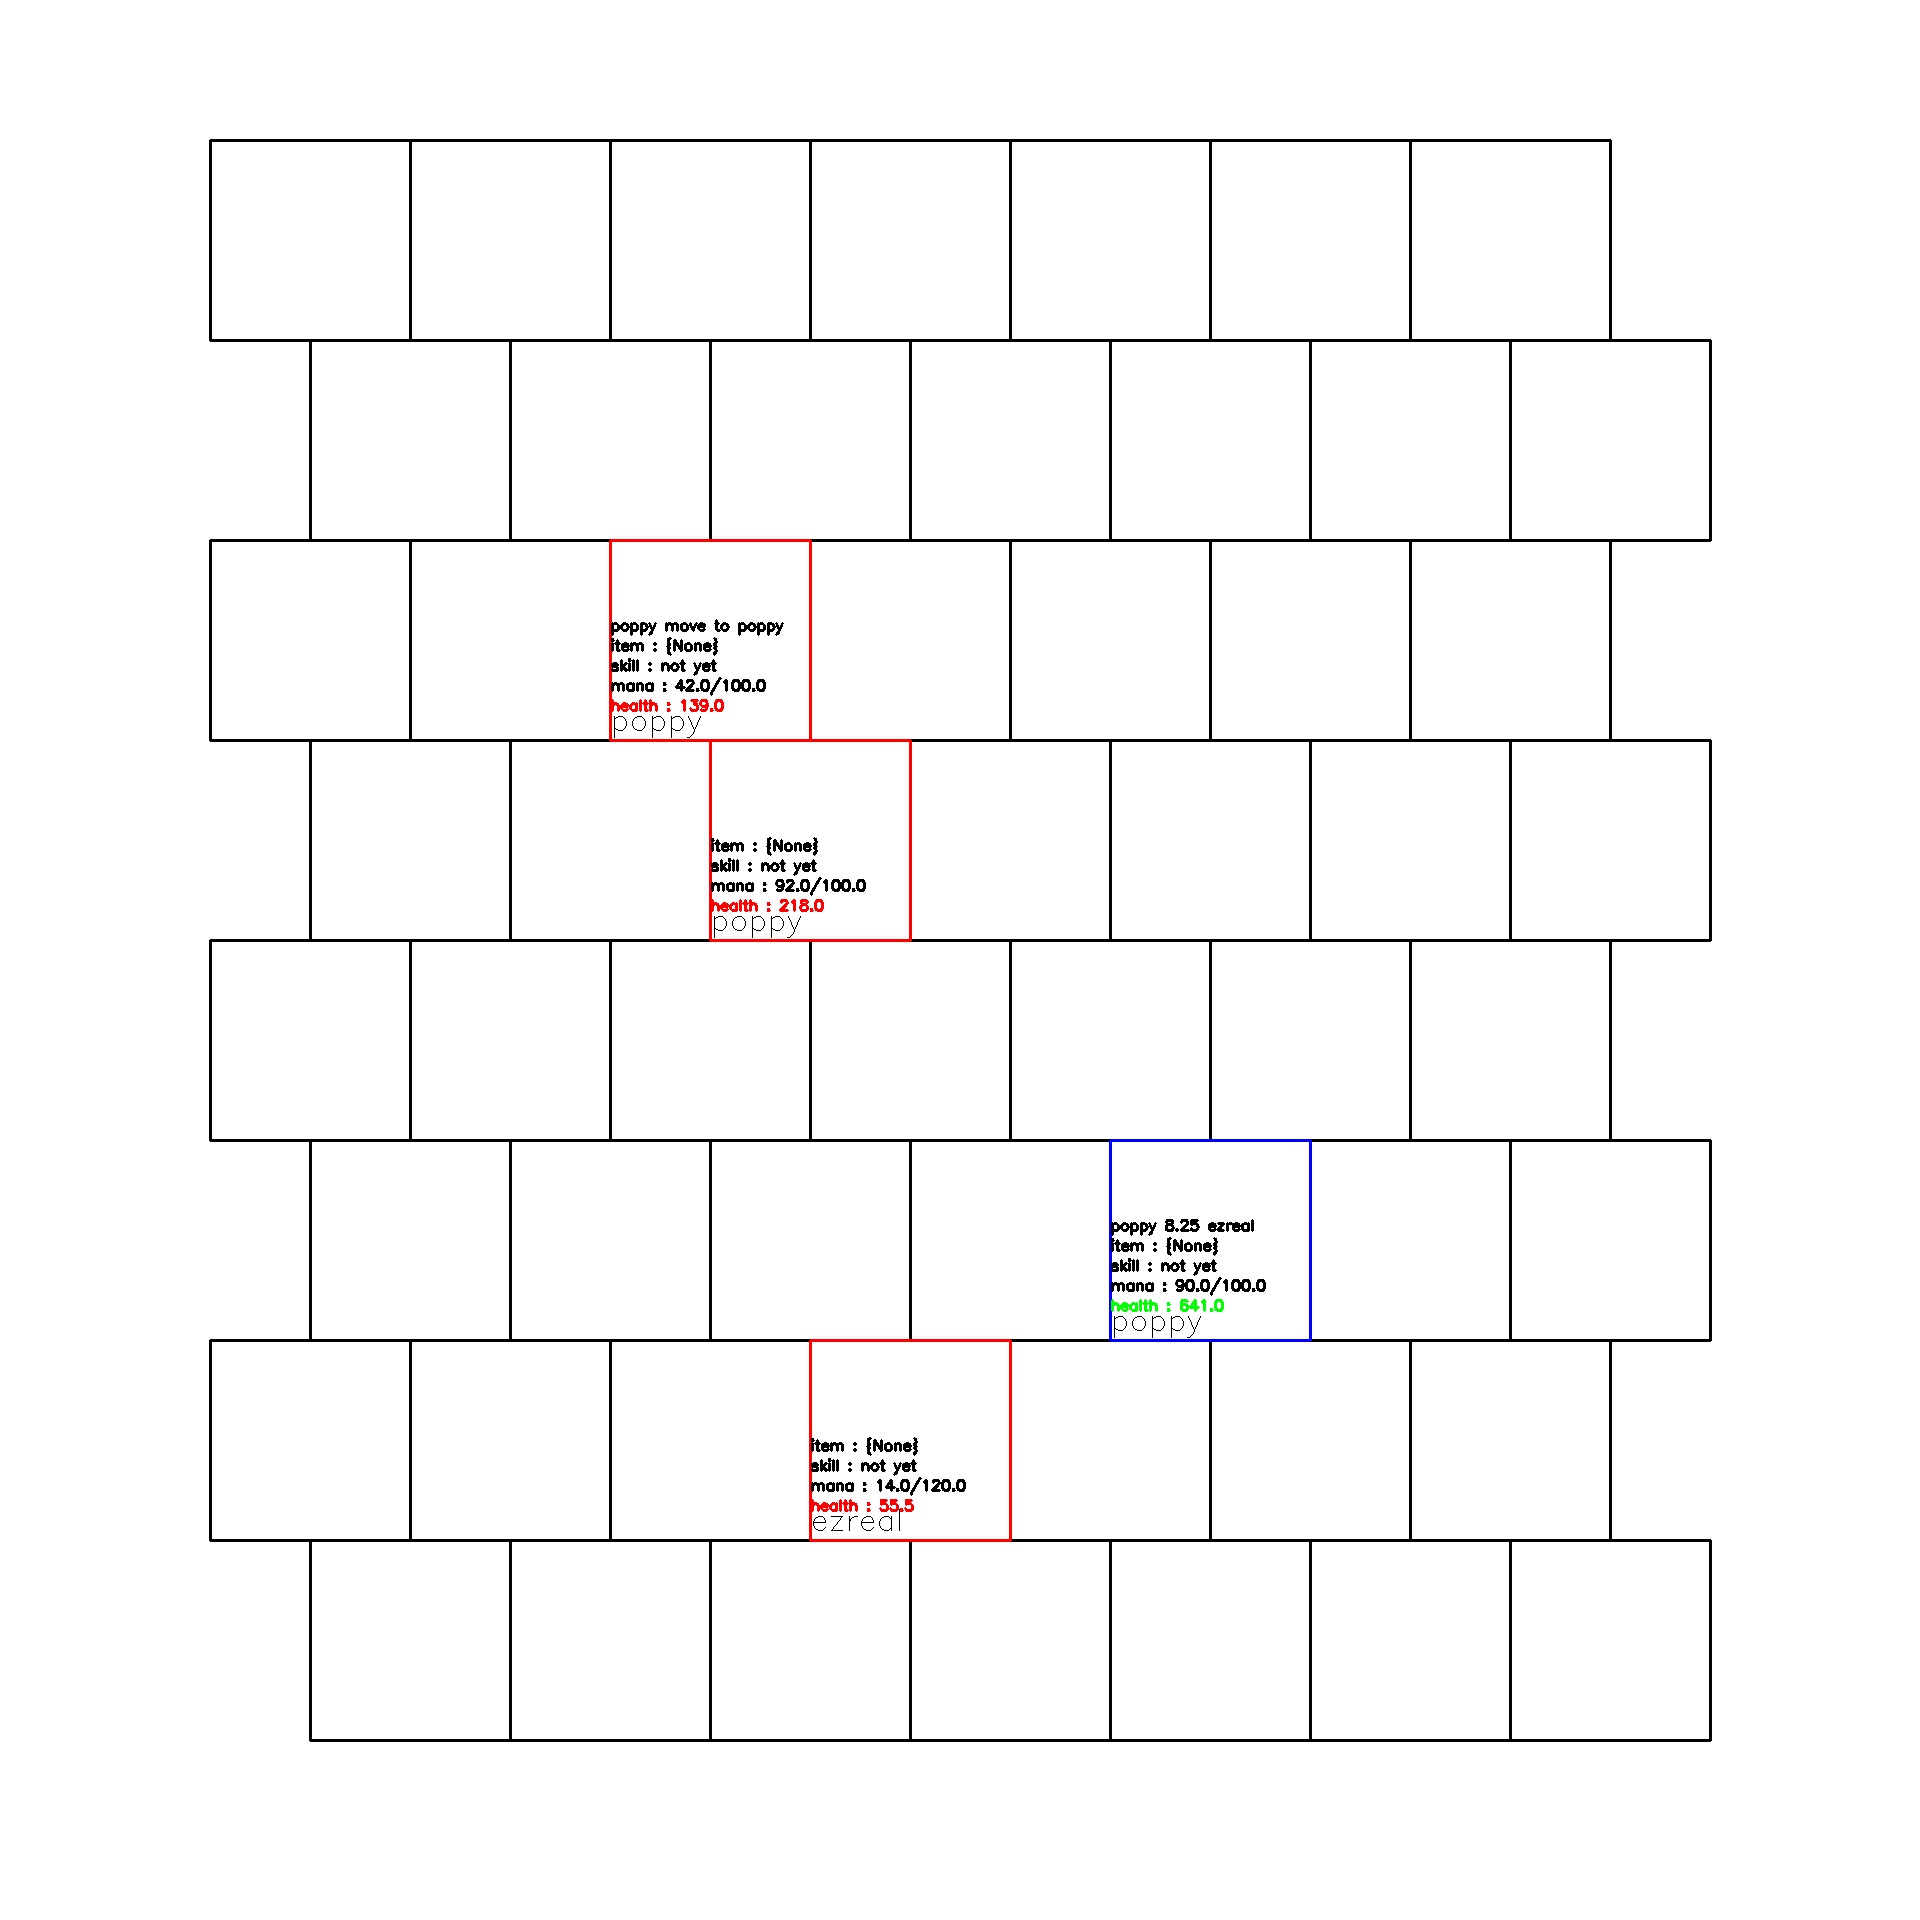 poppy move to poppy
item : {None}
skill : not yet
mana : 42.0/100.0
health : 139.0
poppy
item : {None}
skill : not yet
mana : 92.0/100.0
health : 218.0
poppy
poppy 8.25 ezreal
item : {None}
skill : not yet
mana : 90.0/100.0
health : 641.0
poppy
item : {None}
skill : not yet
mana : 14.0/120.0
health : 55.5
ezreal